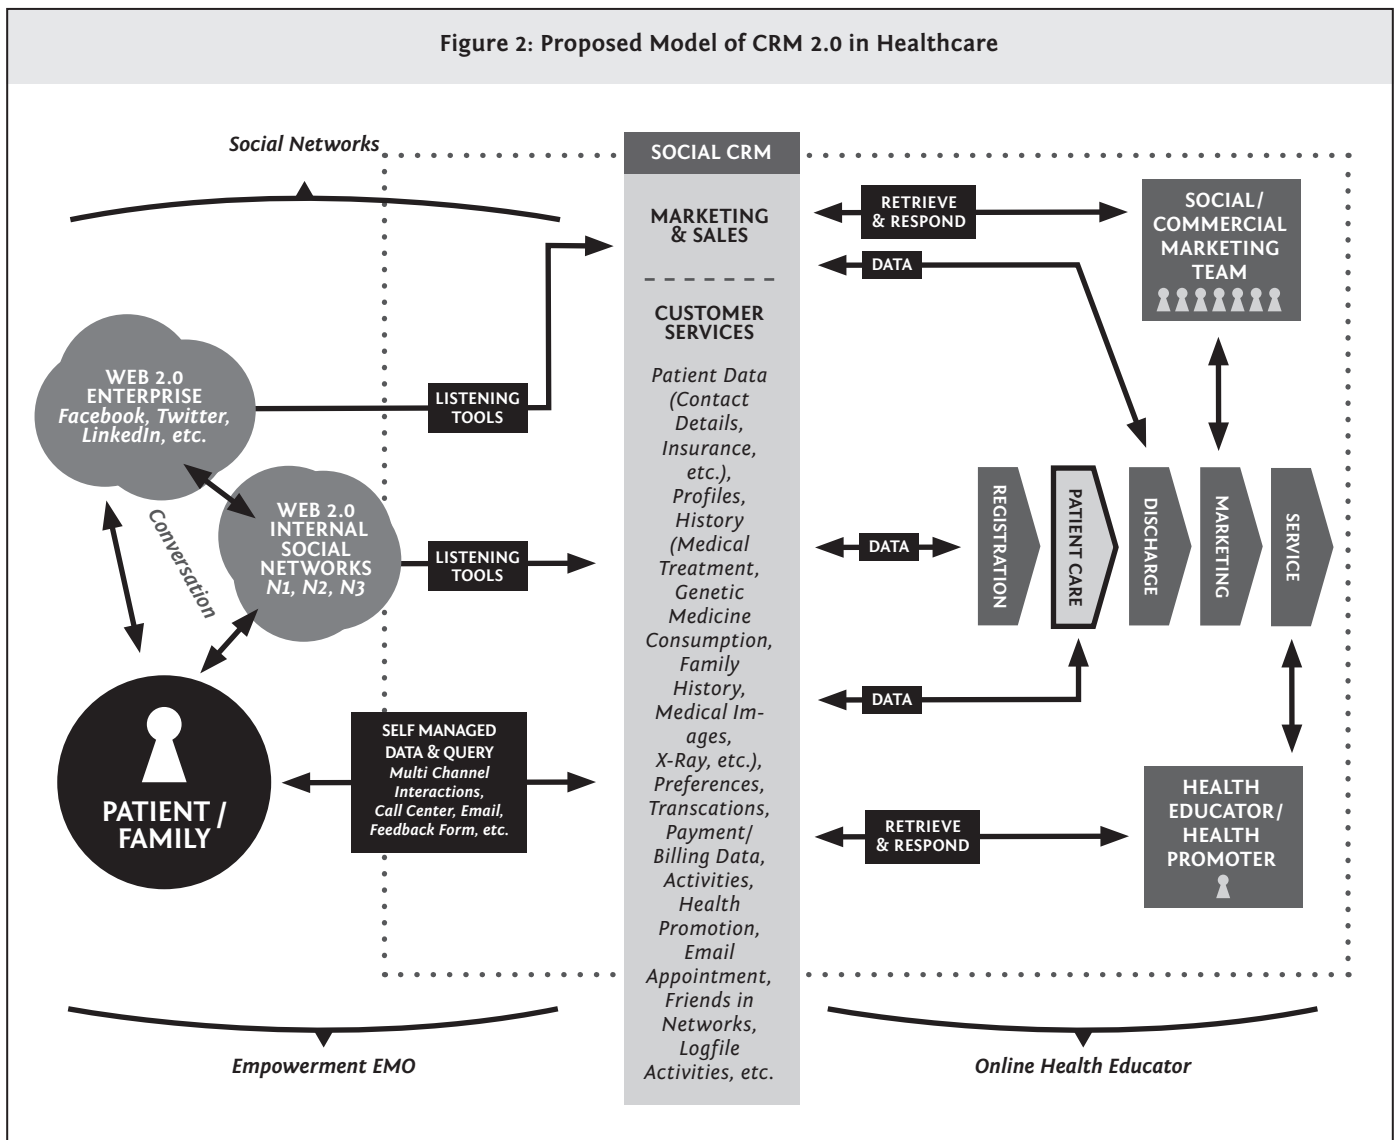 Figure 2: Proposed Model of CRM 2.0 in Healthcare
Social Networks
WEB 2.0
ENTERPRISE
Facebook, Twitter,
LinkedIn, etc.
Conversation
WEB 2.0
INTERNAL
SOCIAL
NETWORKS
N1, N2, N3
PATIENT /
FAMILY
LISTENING
TOOLS
LISTENING
TOOLS
SELF MANAGED
DATA & QUERY
Multi Channel
Interactions,
Call Center, Email,
Feedback Form, etc.
SOCIAL CRM
MARKETING
& SALES
CUSTOMER
SERVICES
Patient Data
(Contact
Details,
Insurance,
etc.),
Profiles,
History
(Medical
Treatment,
Genetic
Medicine
Consumption,
Family
History,
Medical Im-
ages,
X-Ray, etc.),
Preferences,
Transcations,
Payment/
Billing Data,
Activities,
Health
Promotion,
Email
Appointment,
Friends in
Networks,
Logfile
Activities, etc.
RETRIEVE
& RESPOND
DATA
DATA
DATA
RETRIEVE
& RESPOND
SOCIAL/
COMMERCIAL
MARKETING
TEAM
REGISTRATION
PATIENT CARE
DISCHARGE
MARKETING
SERVICE
HEALTH
EDUCATOR/
HEALTH
PROMOTER
Empowerment EMO
Online Health Educator